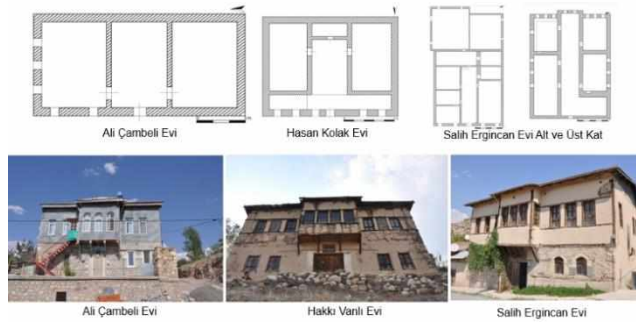 Ali Çambeli Evi
Hasan Kolak Evi
Salih Ergincan Evi Alt ve Üst Kat
Ali Çambeli Evi
Hakkı Varılı Evi
Salih Ergincan Evi